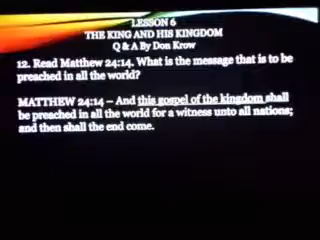 LESSON 6
THE KING AND HIS KINGDOM
Q & A By Don Krow
12. Read Matthew 24:14. What is the message that is to be
preached in all the world?
MATTHEW 24:14 – And this gospel of the kingdom shall
be preached in all the world for a witness unto all nations;
and then shall the end come.